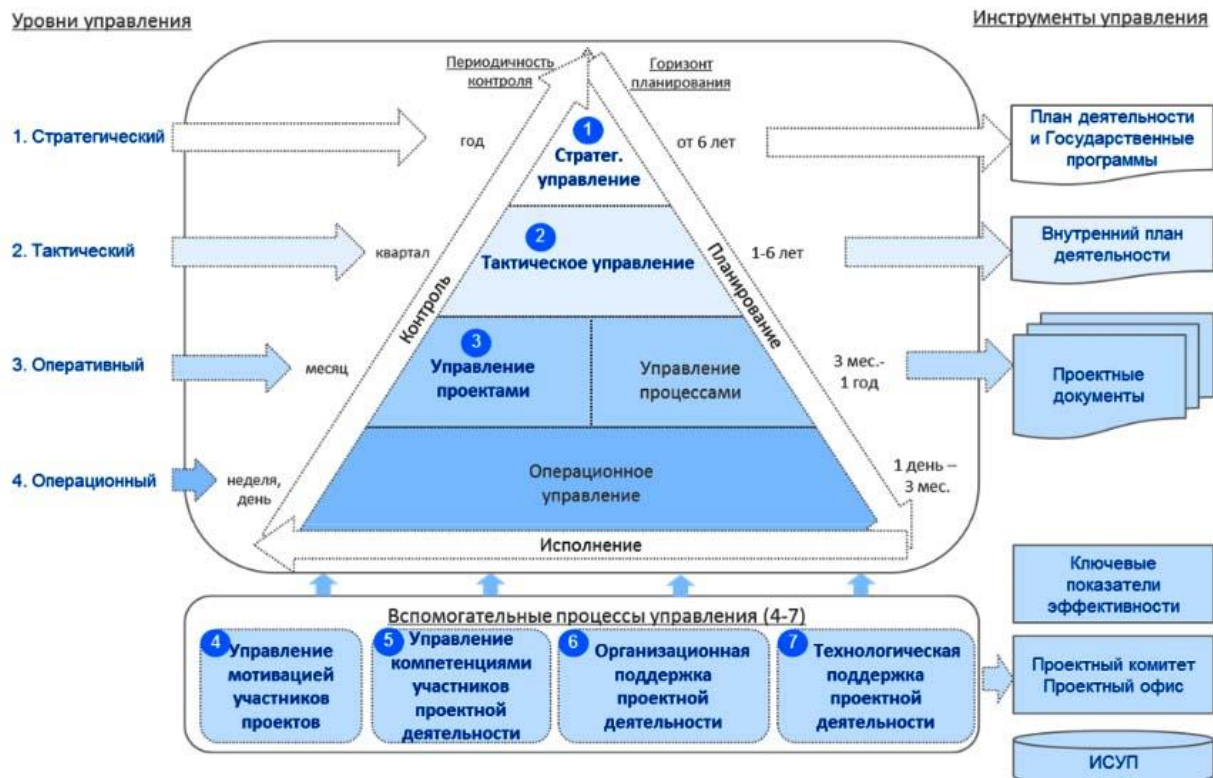 Уровни управления
Инструменты управления
Периодичность
контроля
Горизонт
планирования
1. Стратегический
год
1
Стратег.
управление
от 6 лет
План деятельности
и Государственные
программы
2. Тактический
квартал
2
Тактическое управление
1-6 лет
Внутренний план
деятельности
Контроль
Планирование
3. Оперативный
месяц
3
Управление
проектами
Управление
процессами
3 мес.-
1 год
Проектные
документы
4. Операционный
неделя,
день
Операционное
управление
1 день –
3 мес.
Исполнение
Ключевые
показатели
эффективности
Вспомогательные процессы управления (4-7)
4
Управление
мотивацией
участников
проектов
5
Управление
компетенциями
участников
проектной
деятельности
6
Организационная
поддержка
проектной
деятельности
7
Технологическая
поддержка
проектной
деятельности
Проектный комитет
Проектный офис
ИСУП